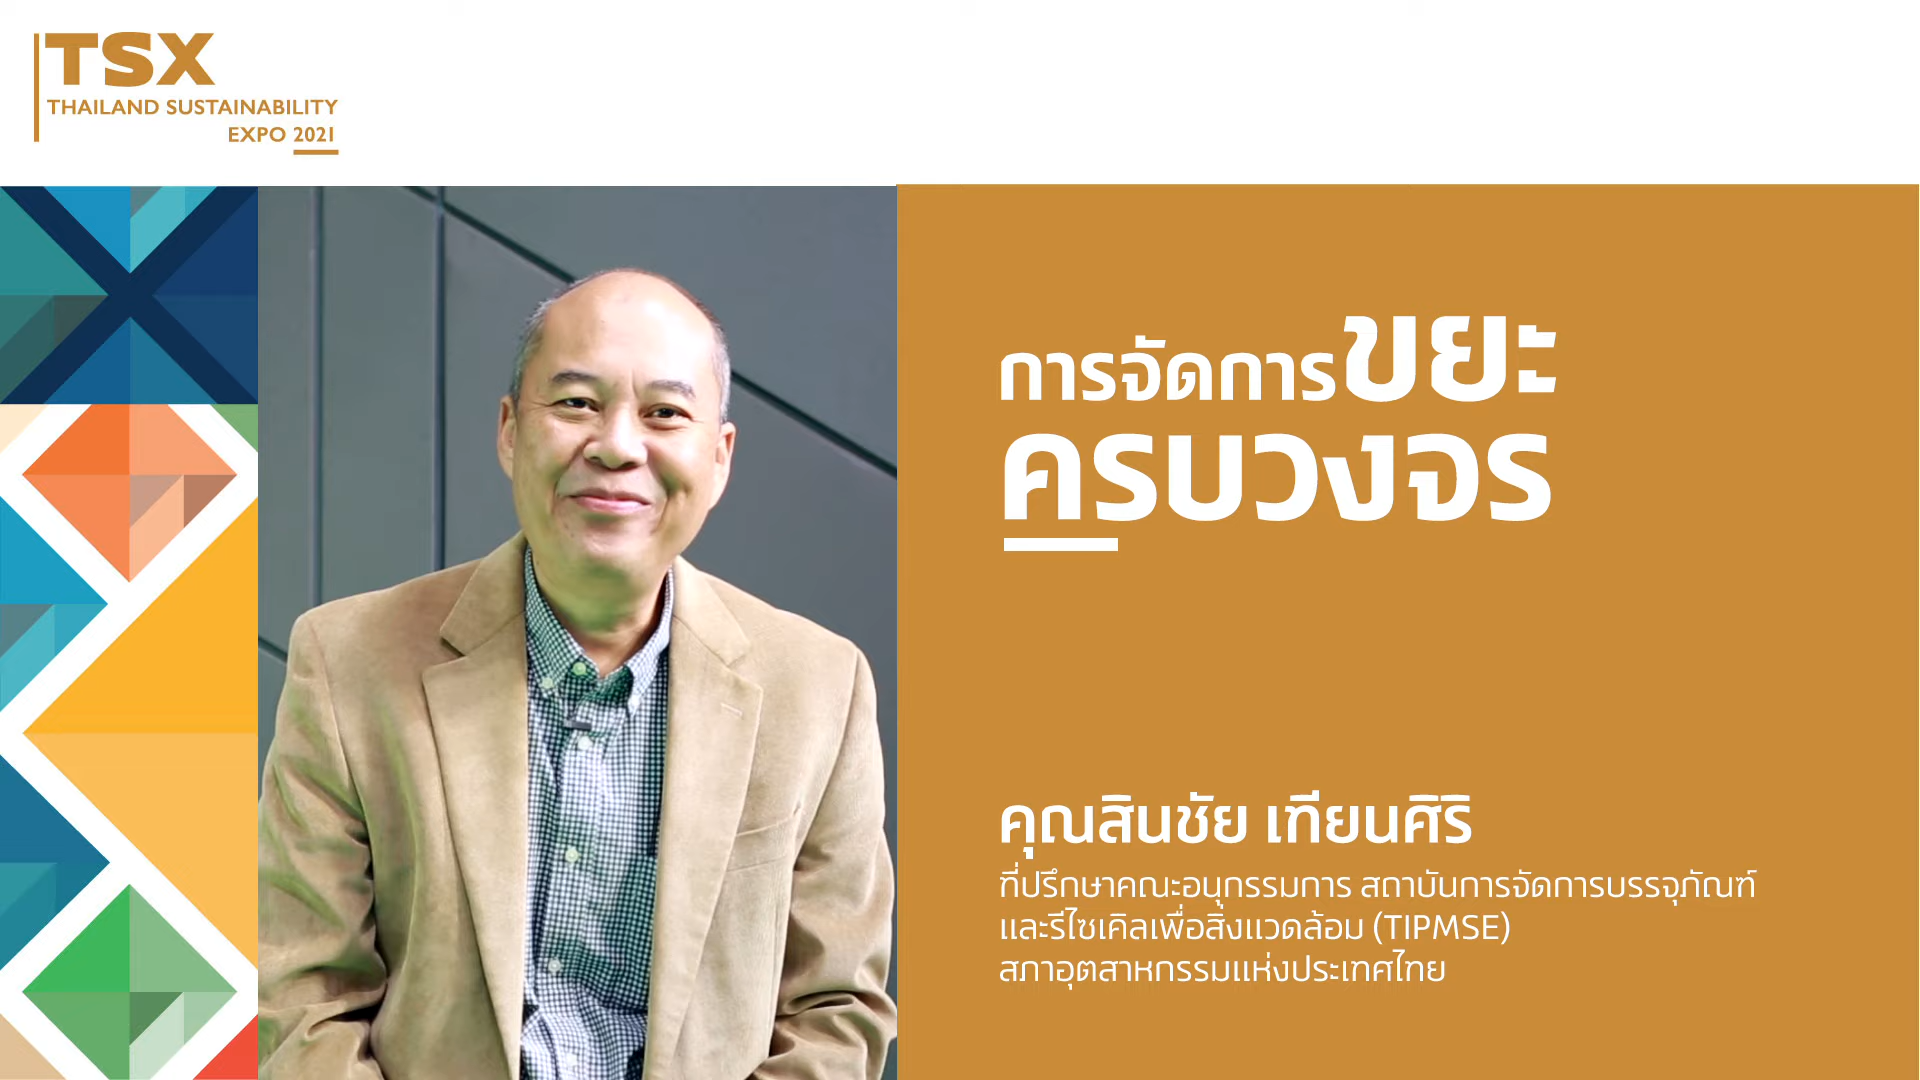 TSX
THAILAND SUSTAINABILITY
EXPO 2021
การจัดการขยะ
ครบวงจร
คุณสินชัย เทียนศิริ
ที่ปรึกษาคณะอนุกรรมการ สถาบันการจัดการบรรจุภัณฑ์
และรีไซเคิลเพื่อสิ่งแวดล้อม (TIPMSE)
สภาอุตสาหกรรมแห่งประเทศไทย